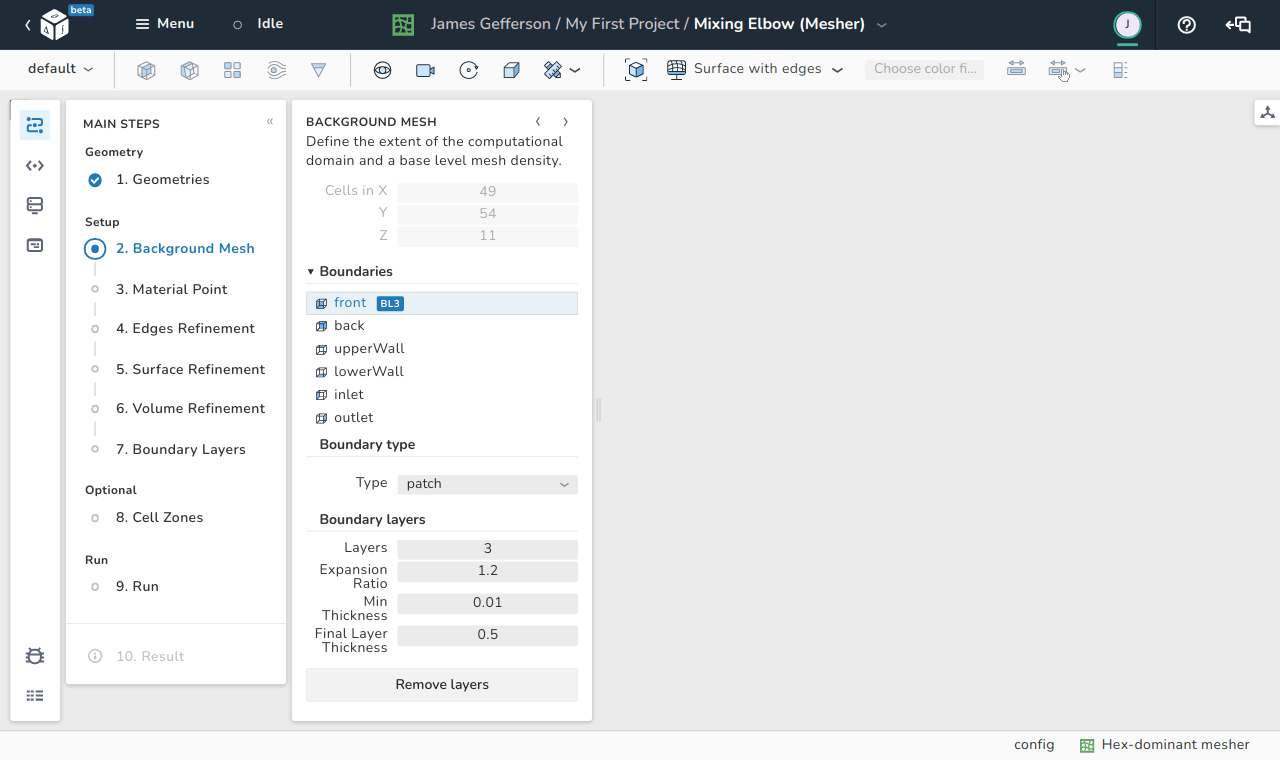 beta
Menu
Idle
James Gefferson / My First Project / Mixing Elbow (Mesher)
J
default
Surface with edges
Choose color fi...
MAIN STEPS
Geometry
1. Geometries
Setup
2. Background Mesh
3. Material Point
4. Edges Refinement
5. Surface Refinement
6. Volume Refinement
7. Boundary Layers
Optional
8. Cell Zones
Run
9. Run
10. Result
BACKGROUND MESH
Define the extent of the computational
domain and a base level mesh density.
Cells in X 49
Y 54
Z 11
Boundaries
front BL3
back
upperWall
lowerWall
inlet
outlet
Boundary type
Type patch
Boundary layers
Layers 3
Expansion
Ratio 1.2
Min
Thickness 0.01
Final Layer
Thickness 0.5
Remove layers
config
Hex-dominant mesher